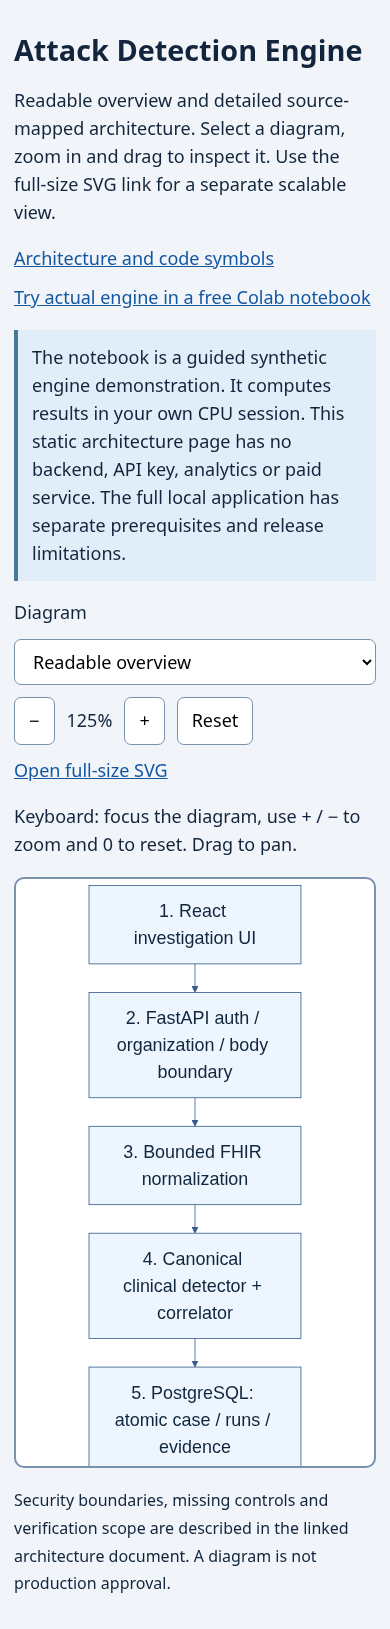 Attack Detection Engine
Readable overview and detailed source-
mapped architecture. Select a diagram,
zoom in and drag to inspect it. Use the
full-size SVG link for a separate scalable
view.
Architecture and code symbols
Try actual engine in a free Colab notebook
The notebook is a guided synthetic
engine demonstration. It computes
results in your own CPU session. This
static architecture page has no
backend, API key, analytics or paid
service. The full local application has
separate prerequisites and release
limitations.
Diagram
Readable overview
− 125% + Reset
Open full-size SVG
Keyboard: focus the diagram, use + / − to
zoom and 0 to reset. Drag to pan.
1. React
investigation UI
2. FastAPI auth /
organization / body
boundary
3. Bounded FHIR
normalization
4. Canonical
clinical detector +
correlator
5. PostgreSQL:
atomic case / runs /
evidence
Security boundaries, missing controls and
verification scope are described in the linked
architecture document. A diagram is not
production approval.